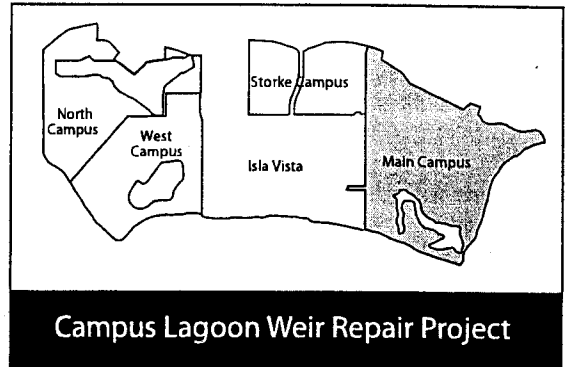 Storke Campus
North
Campus
West
Campus
Isla Vista
Main Campus
Campus Lagoon Weir Repair Project